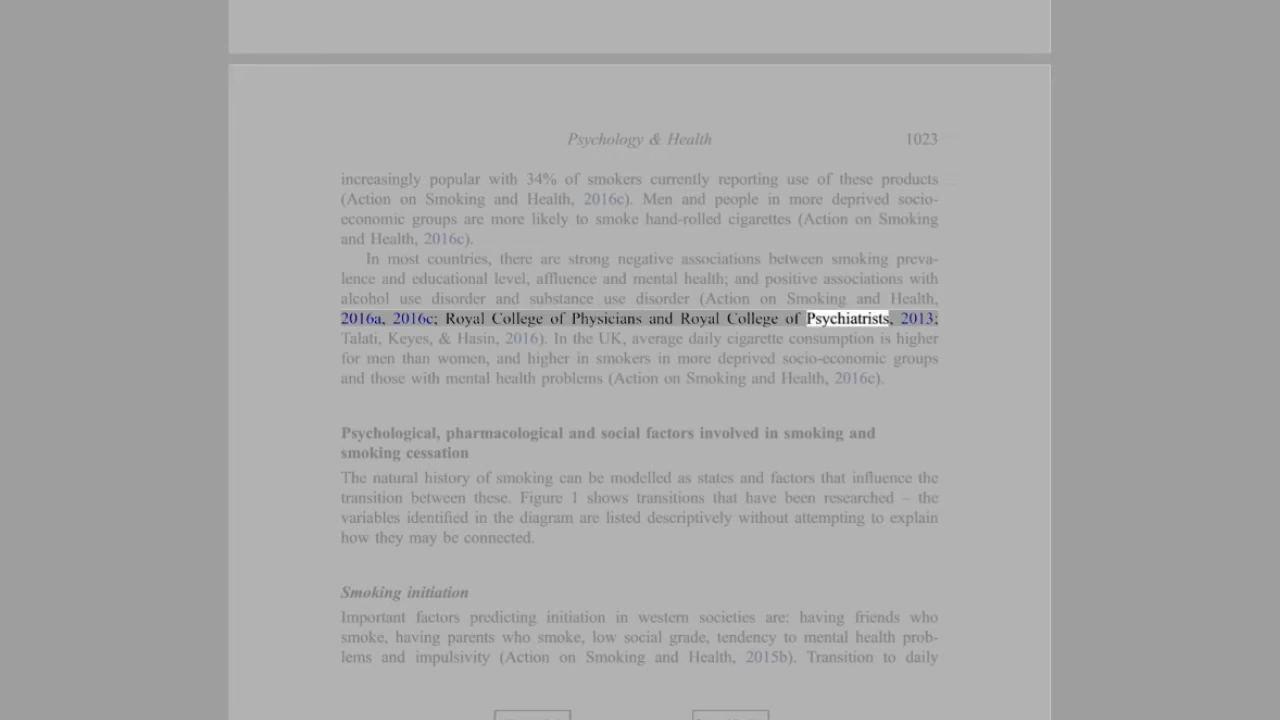 Psychology & Health 1023
increasingly popular with 34% of smokers currently reporting use of these products
(Action on Smoking and Health, 2016c). Men and people in more deprived socio-
economic groups are more likely to smoke hand-rolled cigarettes (Action on Smoking
and Health, 2016c).
In most countries, there are strong negative associations between smoking preva-
lence and educational level, affluence and mental health; and positive associations with
alcohol use disorder and substance use disorder (Action on Smoking and Health,
2016a, 2016c; Royal College of Physicians and Royal College of Psychiatrists, 2013;
Talati, Keyes, & Hasin, 2016). In the UK, average daily cigarette consumption is higher
for men than women, and higher in smokers in more deprived socio-economic groups
and those with mental health problems (Action on Smoking and Health, 2016c).
Psychological, pharmacological and social factors involved in smoking and
smoking cessation
The natural history of smoking can be modelled as states and factors that influence the
transition between these. Figure 1 shows transitions that have been researched – the
variables identified in the diagram are listed descriptively without attempting to explain
how they may be connected.
Smoking initiation
Important factors predicting initiation in western societies are: having friends who
smoke, having parents who smoke, low social grade, tendency to mental health prob-
lems and impulsivity (Action on Smoking and Health, 2015b). Transition to daily